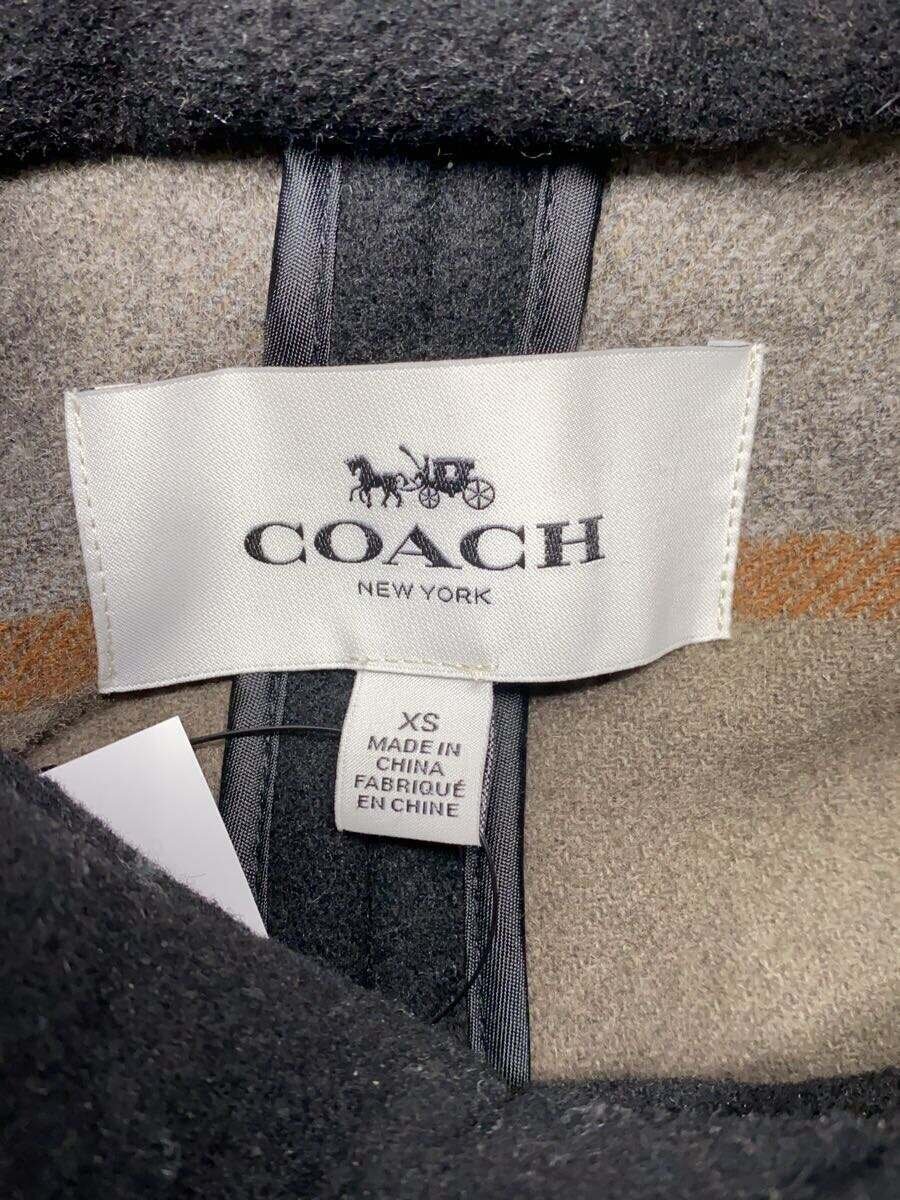 COACH
NEW YORK
XS
MADE IN
CHINA
FABRIQUÉ
EN CHINE